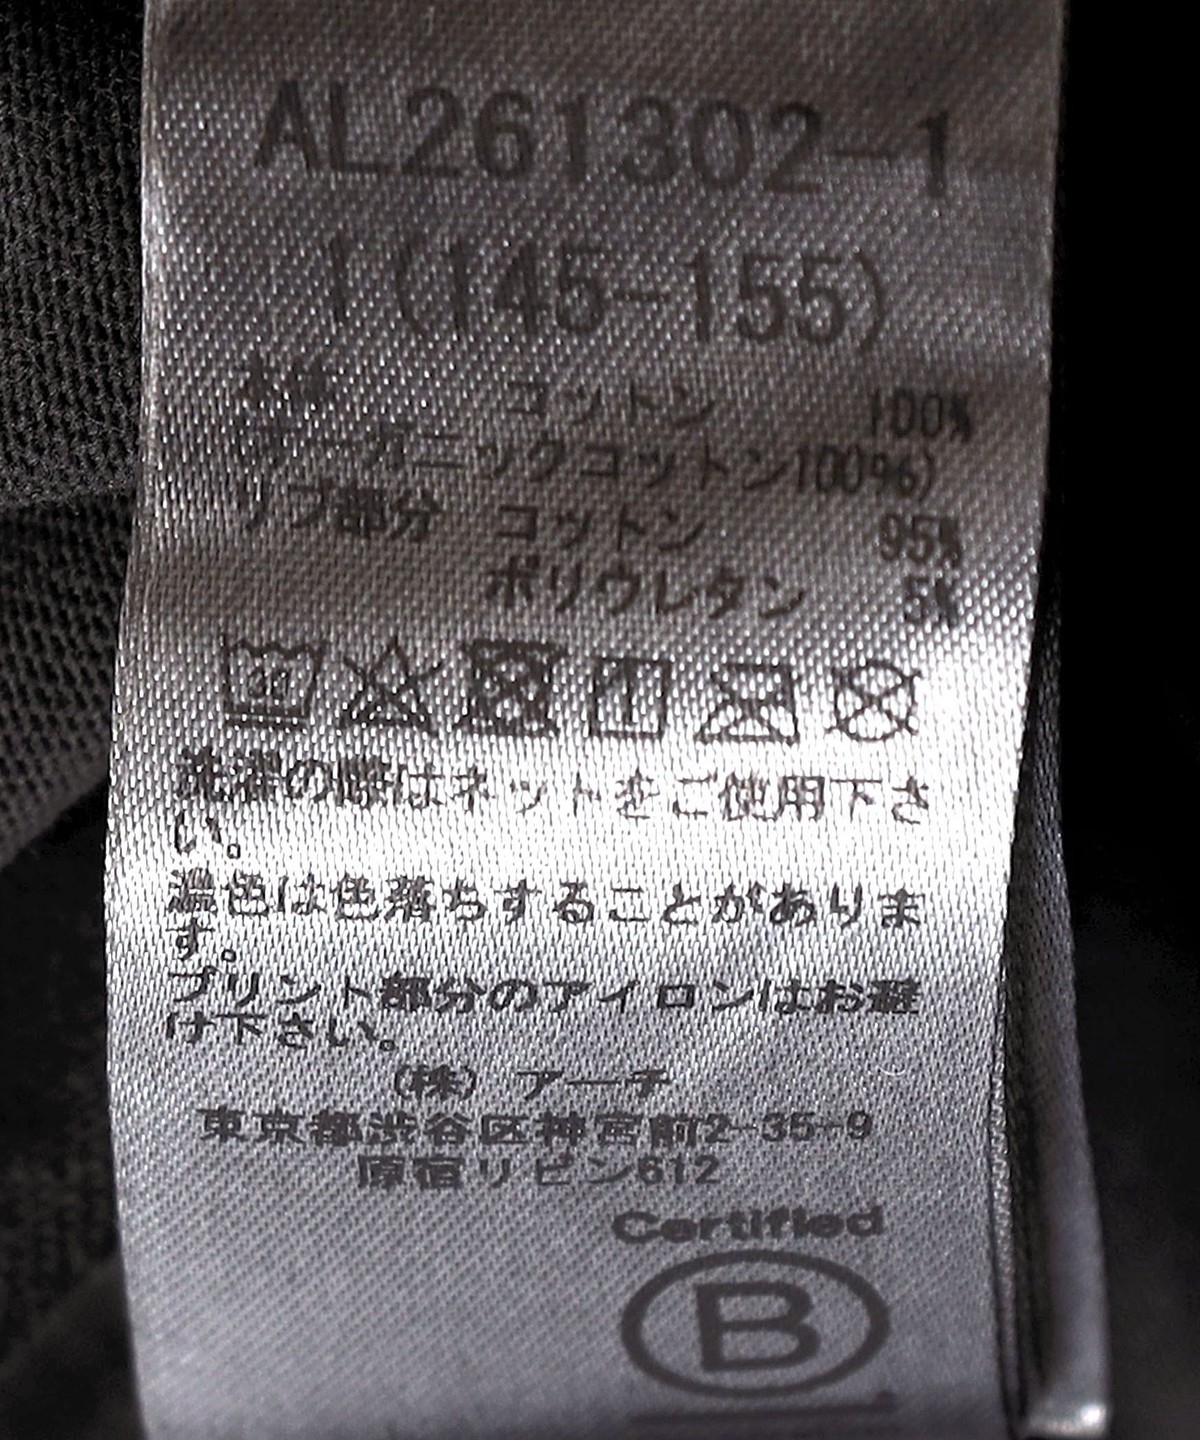 AL261302-1
1(145-155)
本体 コットン 100%
オーガニックコットン100%)
リブ部分 コットン 95%
ポリウレタン 5%
30
洗濯の際はネットをご使用下さ
い。
濃色は色落ちすることがありま
す。
プリント部分のアイロンはお避
け下さい。
(株) アーチ
東京都渋谷区神宮前2-35-9
原宿リビン612
Certified
B